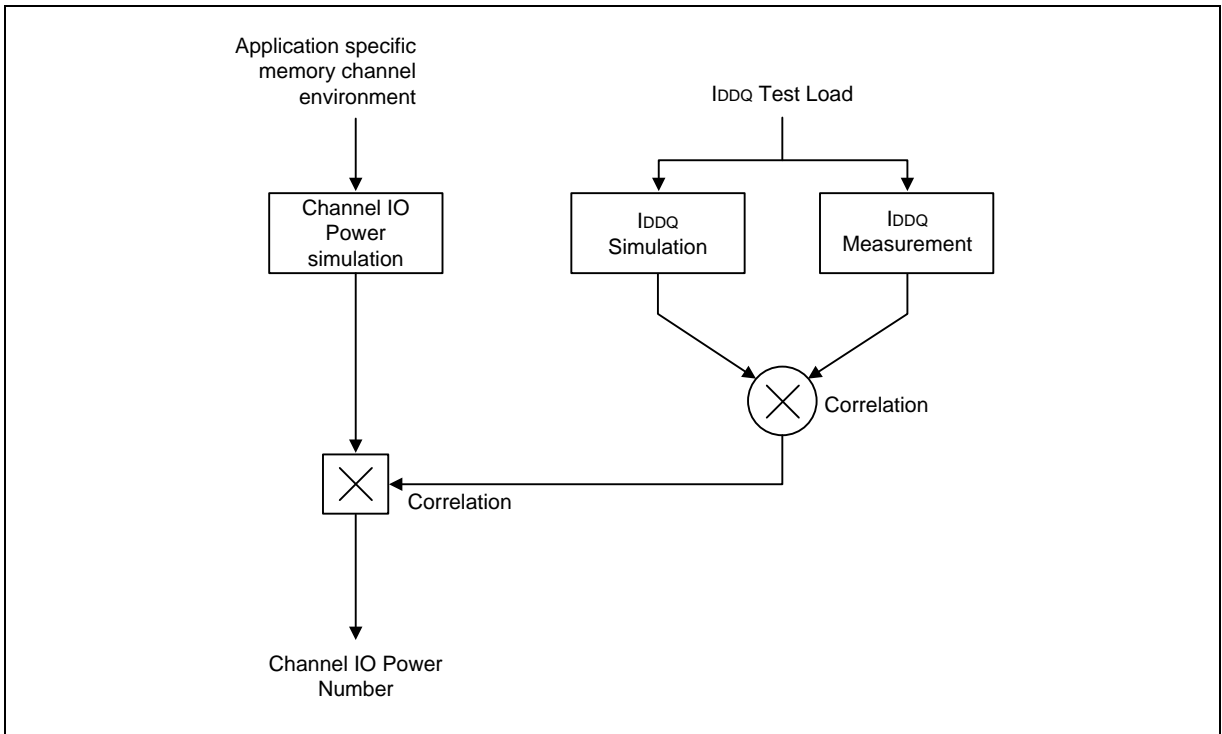 Application specific
memory channel
environment
IDDQ Test Load
Channel IO
Power
simulation
IDDQ
Simulation
IDDQ
Measurement
Correlation
Correlation
Channel IO Power
Number